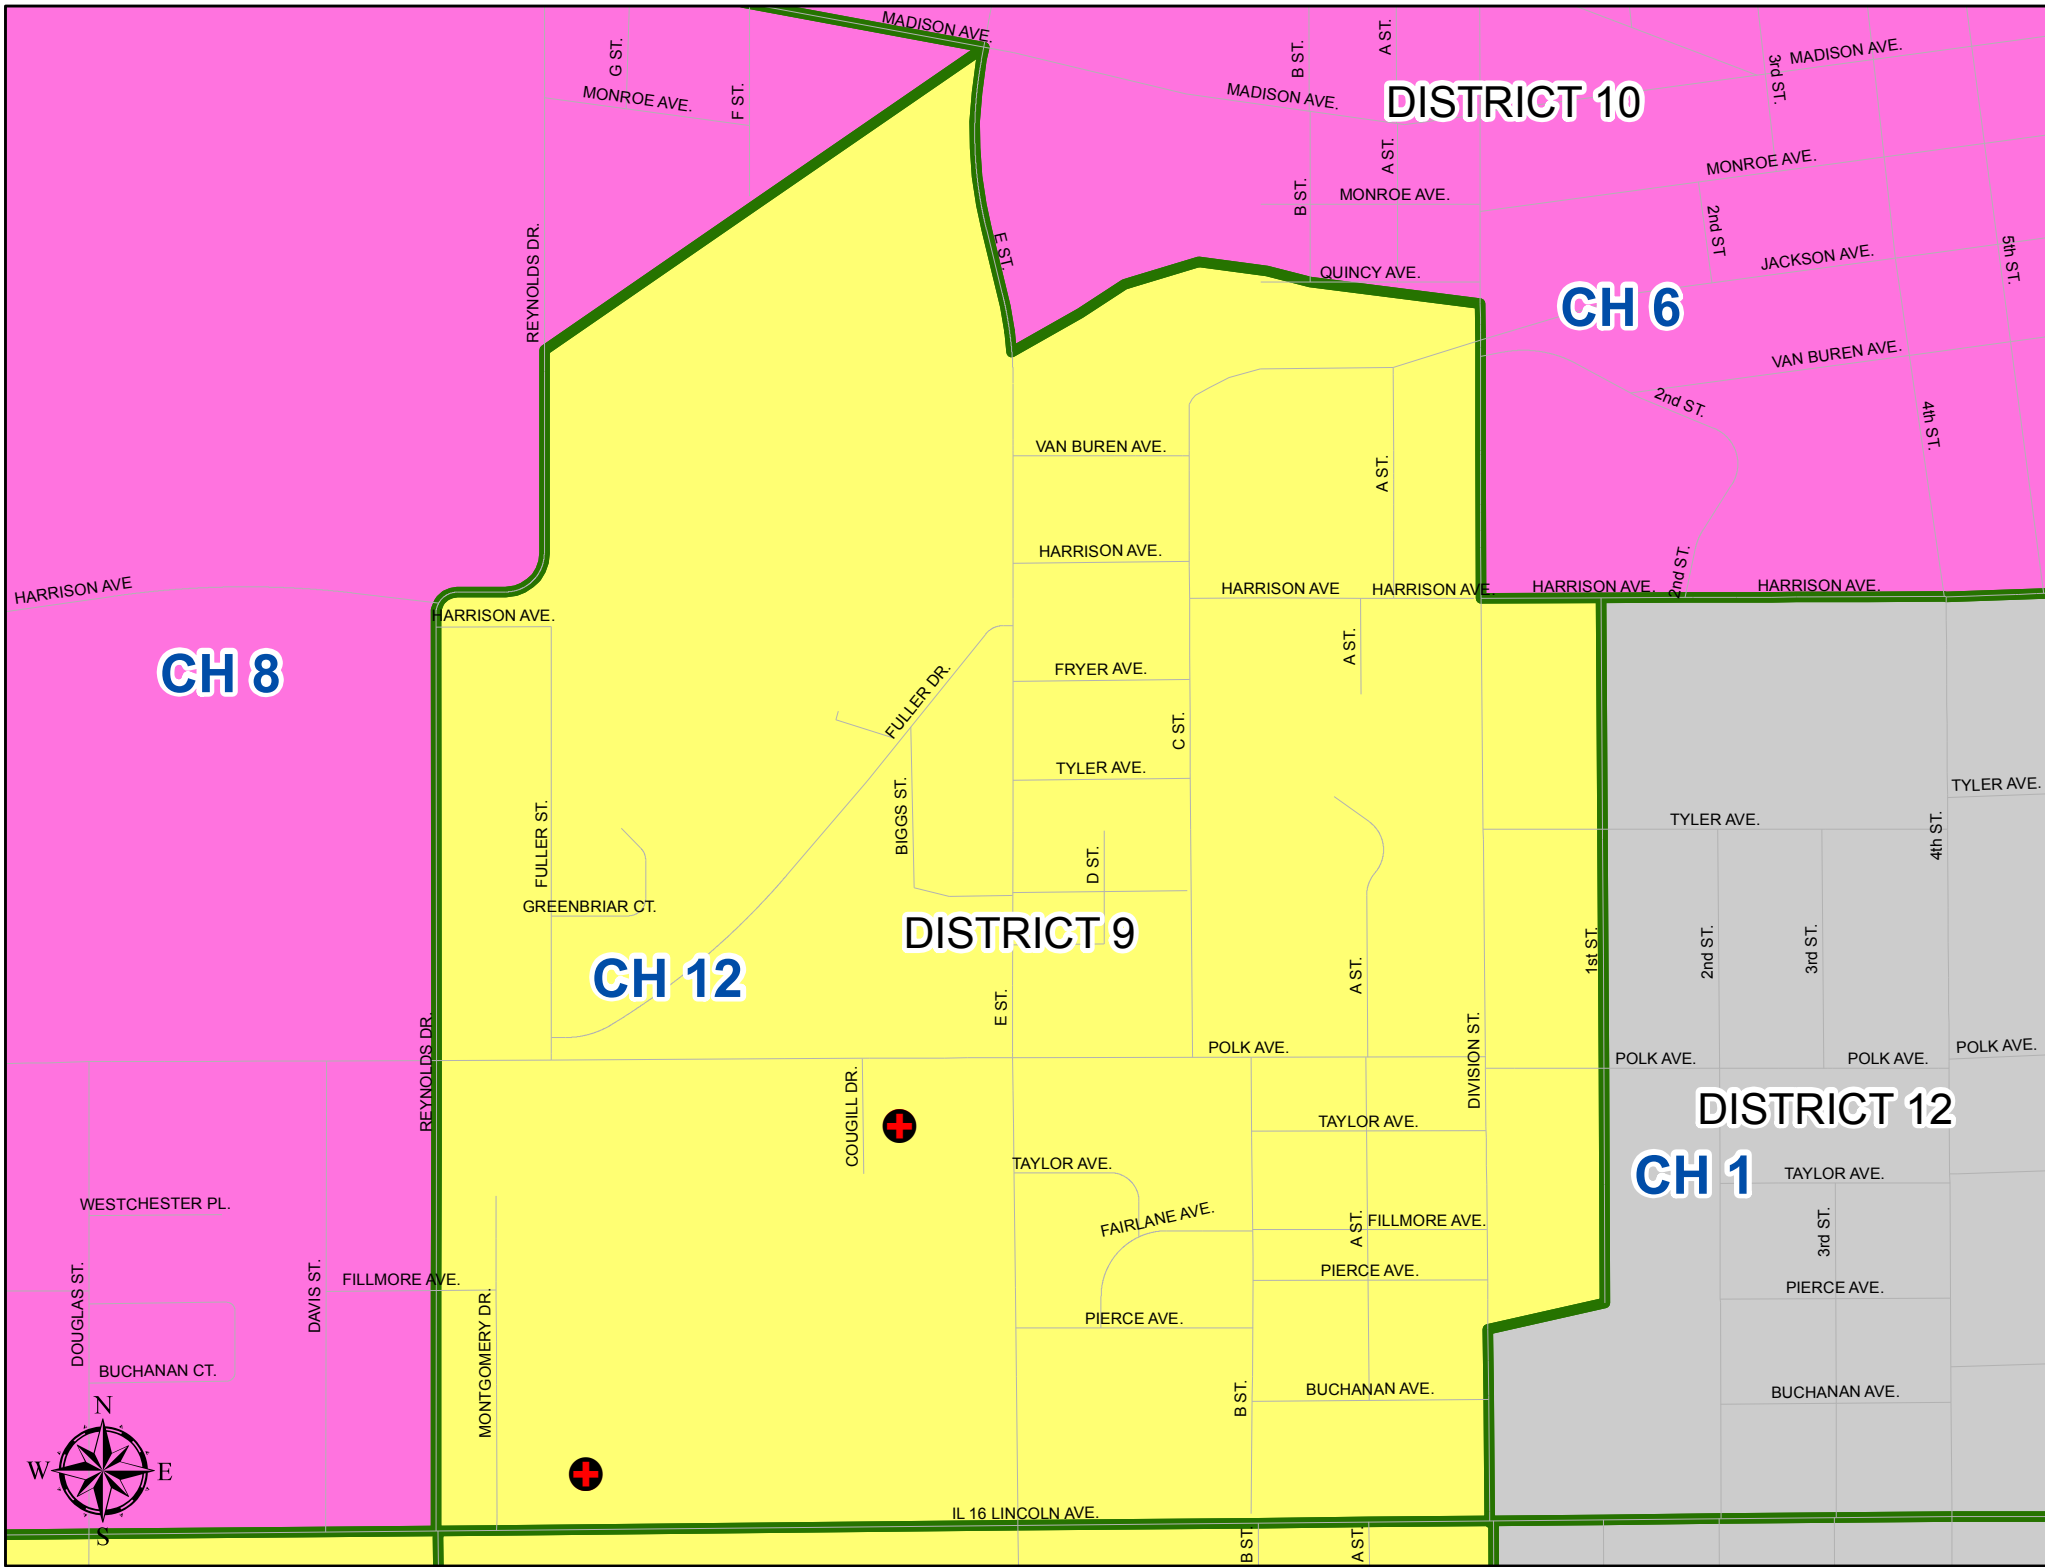 MADISON AVE.
G ST.
B ST.
A ST.
MADISON AVE.
3rd ST.
MONROE AVE.
F ST.
MADISON AVE.
DISTRICT 10
A ST.
MONROE AVE.
B ST.
MONROE AVE.
2nd ST
REYNOLDS DR.
E ST.
QUINCY AVE.
JACKSON AVE.
5th ST.
CH 6
VAN BUREN AVE.
2nd ST.
4th ST.
VAN BUREN AVE.
A ST.
HARRISON AVE.
HARRISON AVE
HARRISON AVE
HARRISON AVE.
HARRISON AVE.
2nd ST.
HARRISON AVE.
HARRISON AVE.
CH 8
A ST.
FRYER AVE.
FULLER DR.
C ST.
TYLER AVE.
TYLER AVE.
FULLER ST.
BIGGS ST.
TYLER AVE.
4th ST.
D ST.
GREENBRIAR CT.
DISTRICT 9
CH 12
A ST.
1st ST.
2nd ST.
3rd ST.
E ST.
REYNOLDS DR.
POLK AVE.
DIVISION ST.
POLK AVE.
POLK AVE.
POLK AVE.
COUGILL DR.
DISTRICT 12
TAYLOR AVE.
TAYLOR AVE.
CH 1
TAYLOR AVE.
WESTCHESTER PL.
FAIRLANE AVE.
A ST.
FILLMORE AVE.
3rd ST.
DOUGLAS ST.
DAVIS ST.
FILLMORE AVE.
PIERCE AVE.
PIERCE AVE.
MONTGOMERY DR.
PIERCE AVE.
BUCHANAN CT.
B ST.
BUCHANAN AVE.
BUCHANAN AVE.
N
W
E
S
IL 16 LINCOLN AVE.
B ST.
A ST.